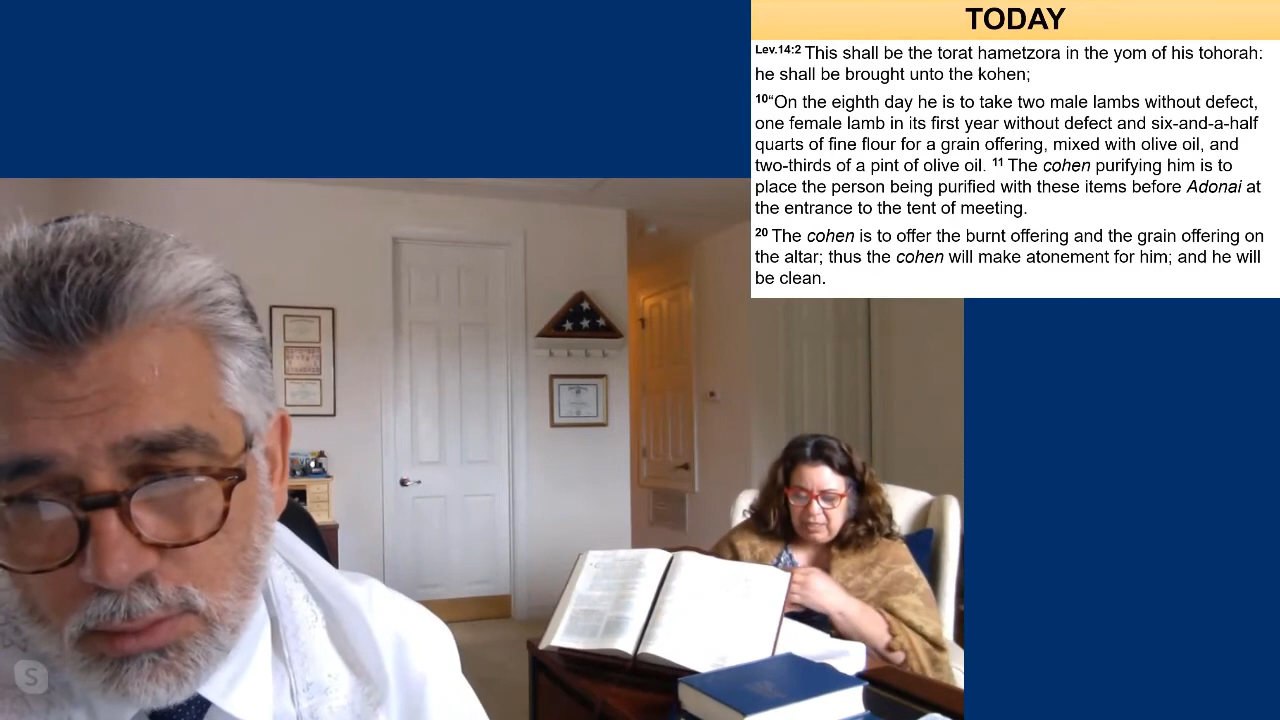 TODAY
Lev.14:2 This shall be the torat hametzora in the yom of his tohorah:
he shall be brought unto the kohen;
10“On the eighth day he is to take two male lambs without defect,
one female lamb in its first year without defect and six-and-a-half
quarts of fine flour for a grain offering, mixed with olive oil, and
two-thirds of a pint of olive oil. 11 The cohen purifying him is to
place the person being purified with these items before Adonai at
the entrance to the tent of meeting.
20 The cohen is to offer the burnt offering and the grain offering on
the altar; thus the cohen will make atonement for him; and he will
be clean.
S